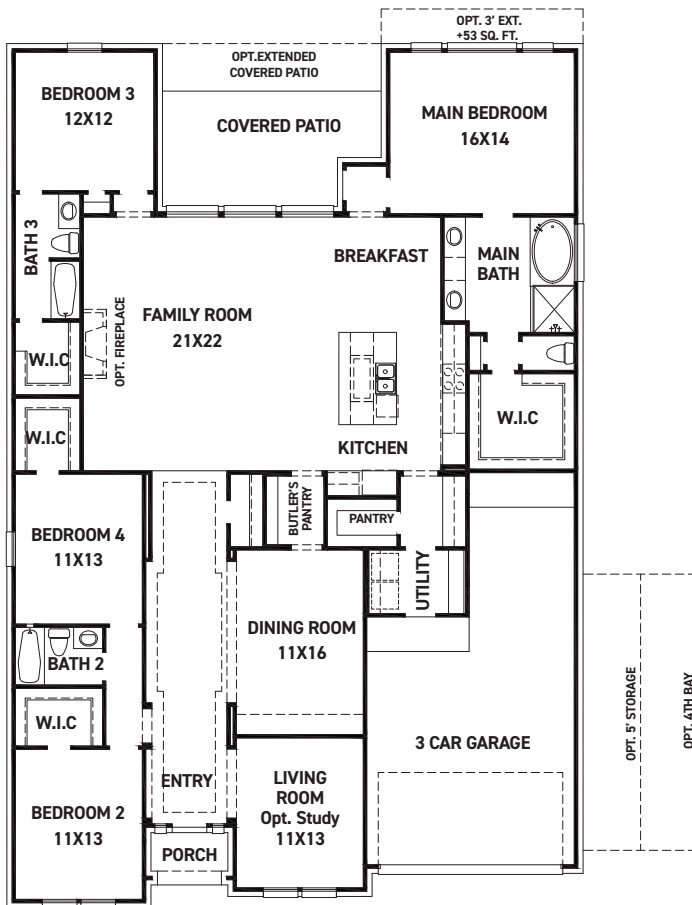 OPT. 3' EXT.
+53 SQ. FT.
OPT.EXTENDED
COVERED PATIO
BEDROOM 3
12X12
COVERED PATIO
MAIN BEDROOM
16X14
BATH 3
BREAKFAST
MAIN
BATH
FAMILY ROOM
21X22
OPT. FIREPLACE
W.I.C
W.I.C
W.I.C
KITCHEN
BUTLER'S
PANTRY
PANTRY
BEDROOM 4
11X13
UTILITY
DINING ROOM
11X16
BATH 2
W.I.C
3 CAR GARAGE
OPT. 5' STORAGE
OPT. 4TH BAY
ENTRY
LIVING
ROOM
Opt. Study
11X13
BEDROOM 2
11X13
PORCH